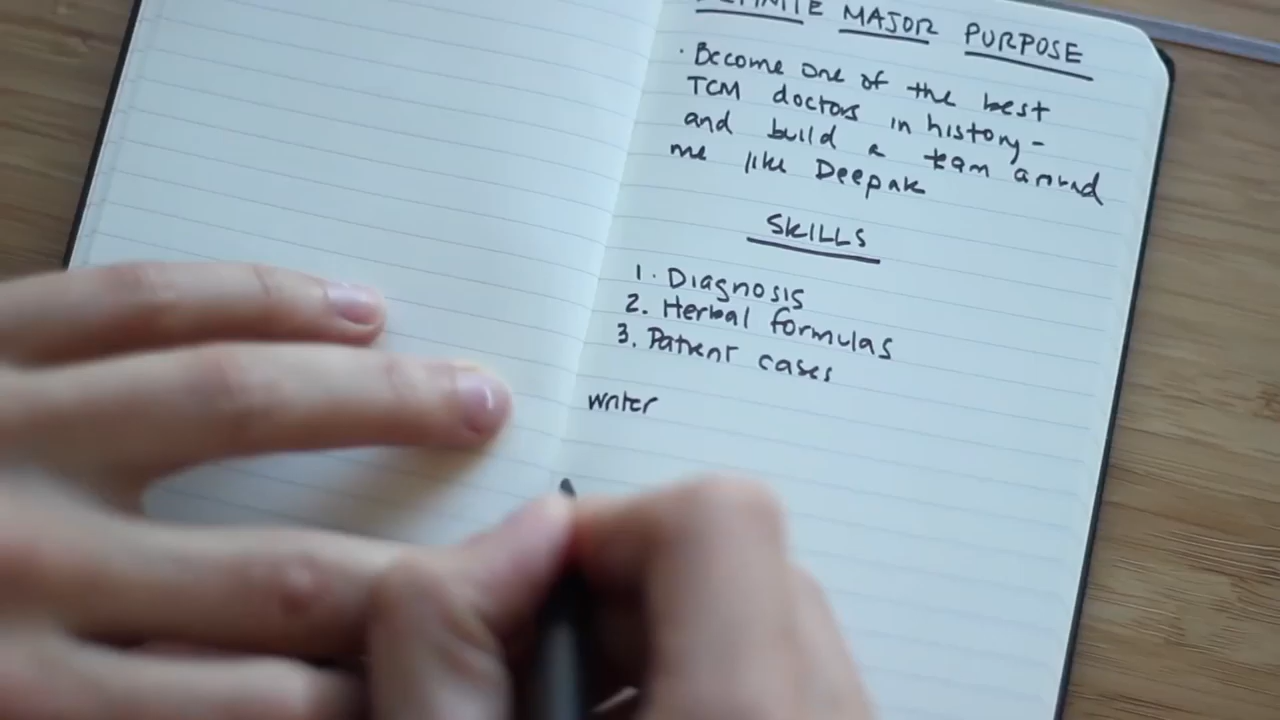 DEFINITE MAJOR PURPOSE
· Become one of the best
TCM doctors in history-
and build a team around
me like Deepak
SKILLS
1. Diagnosis
2. Herbal formulas
3. Patient cases
writer